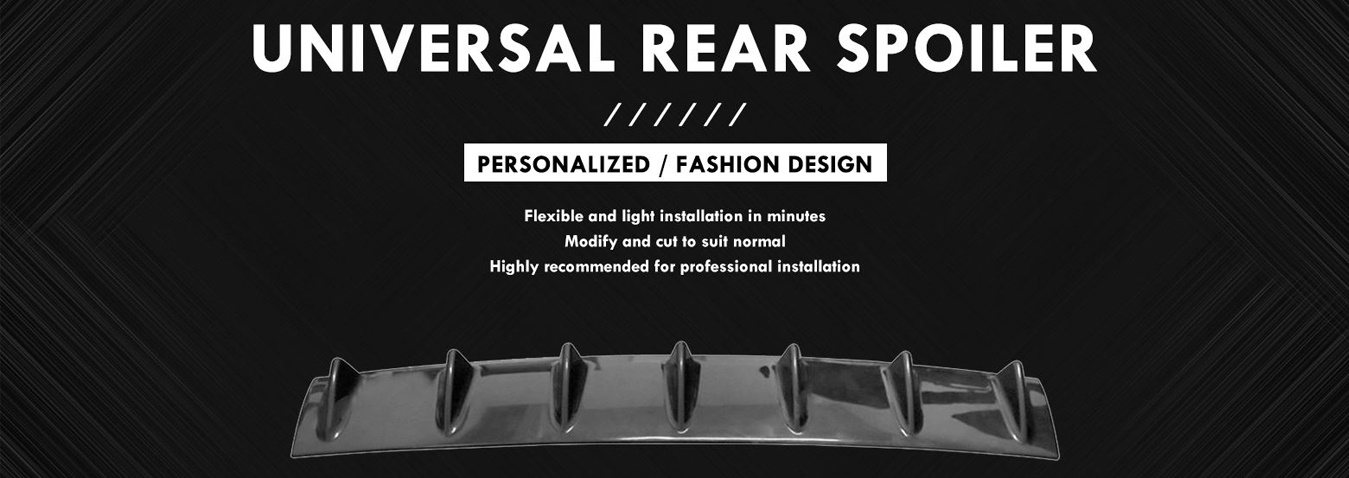 UNIVERSAL REAR SPOILER
//////
PERSONALIZED / FASHION DESIGN
Flexible and light installation in minutes
Modify and cut to suit normal
Highly recommended for professional installation